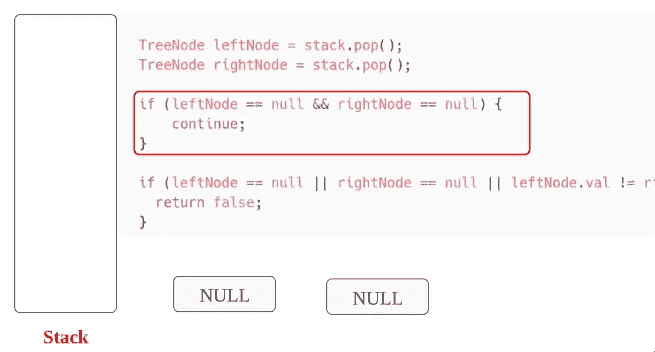 TreeNode leftNode = stack.pop();
TreeNode rightNode = stack.pop();
if (leftNode == null && rightNode == null) {
continue;
}
if (leftNode == null || rightNode == null || leftNode.val != ri
return false;
}
NULL
NULL
Stack